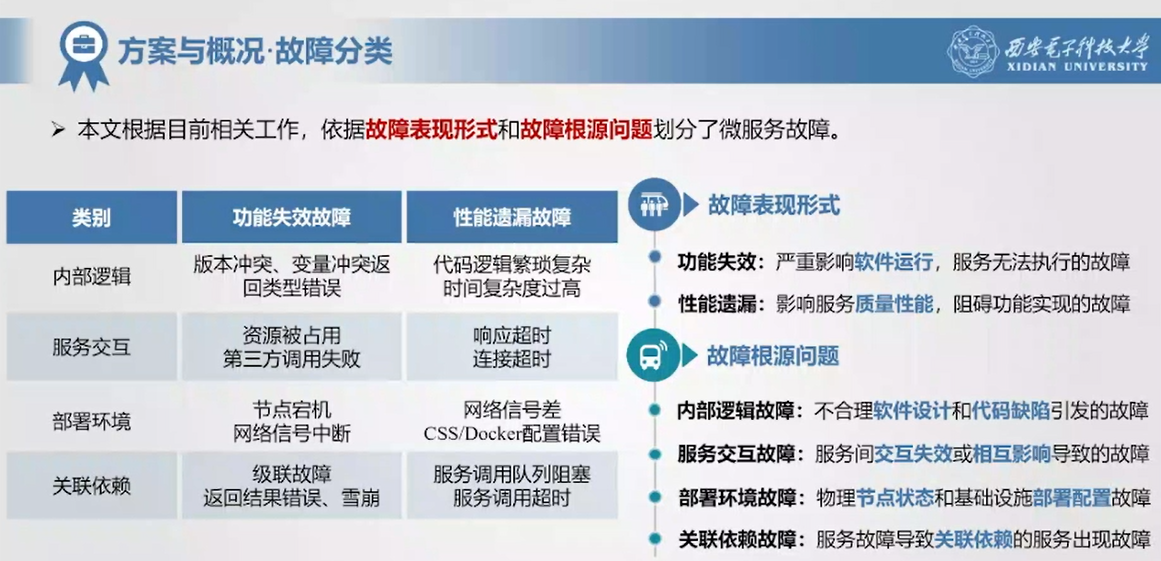 方案与概况·故障分类
西安电子科技大学
XIDIAN UNIVERSITY
➢ 本文根据目前相关工作，依据故障表现形式和故障根源问题划分了微服务故障。
类别 功能失效故障 性能遗漏故障
内部逻辑
版本冲突、变量冲突返
回类型错误
代码逻辑繁琐复杂
时间复杂度过高
服务交互
资源被占用
第三方调用失败
响应超时
连接超时
部署环境
节点宕机
网络信号中断
网络信号差
CSS/Docker配置错误
关联依赖
级联故障
返回结果错误、雪崩
服务调用队列阻塞
服务调用超时
故障表现形式
功能失效：严重影响软件运行，服务无法执行的故障
性能遗漏：影响服务质量性能，阻碍功能实现的故障
故障根源问题
内部逻辑故障：不合理软件设计和代码缺陷引发的故障
服务交互故障：服务间交互失效或相互影响导致的故障
部署环境故障：物理节点状态和基础设施部署配置故障
关联依赖故障：服务故障导致关联依赖的服务出现故障